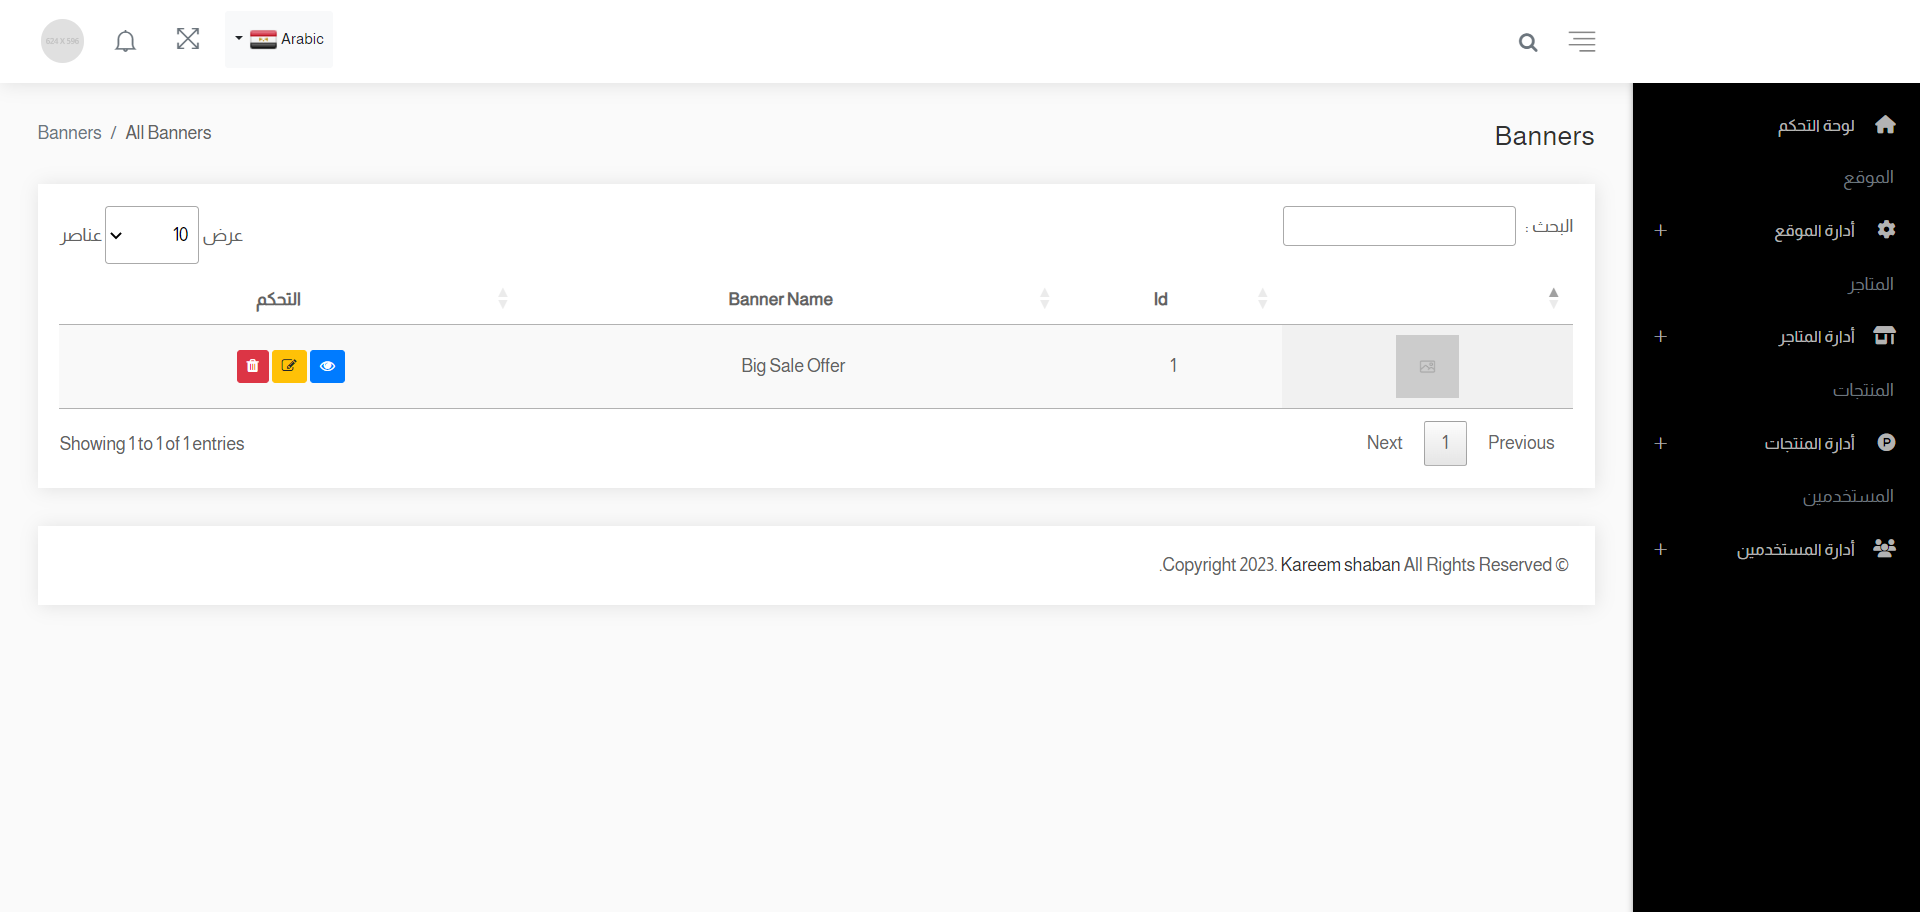 624 X 596
Arabic
لوحة التحكم
الموقع
أدارة الموقع
المتاجر
أدارة المتاجر
المنتجات
أدارة المنتجات
المستخدمين
أدارة المستخدمين
Banners
Banners / All Banners
البحث :
عرض 10 عناصر
Id
Banner Name
التحكم
1
Big Sale Offer
Previous 1 Next
Showing 1 to 1 of 1 entries
.Copyright 2023. Kareem shaban All Rights Reserved ©